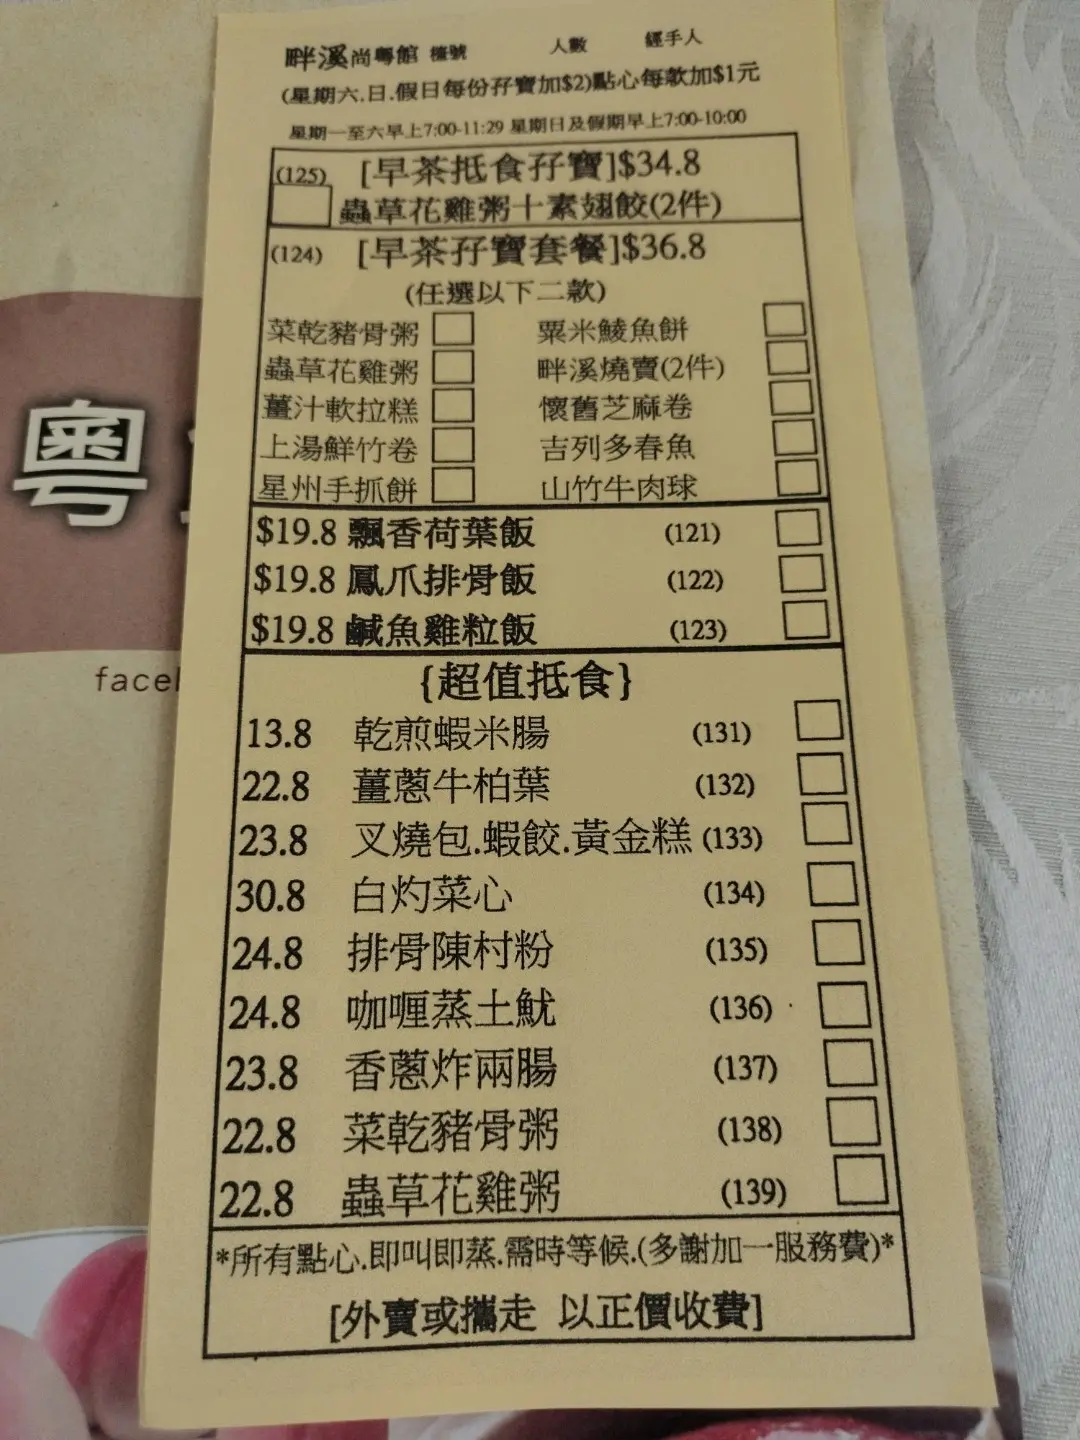 畔溪尚粵館 檯號 人數 經手人
(星期六.日.假日每份孖寶加$2)點心每款加$1元
星期一至六早上7:00-11:29 星期日及假期早上7:00-10:00
(125) [早茶抵食孖寶]$34.8
蟲草花雞粥十素翅餃(2件)
(124) [早茶孖寶套餐]$36.8
(任選以下二款)
菜乾豬骨粥 粟米鯪魚餅
蟲草花雞粥 畔溪燒賣(2件)
薑汁軟拉糕 懷舊芝麻卷
上湯鮮竹卷 吉列多春魚
星州手抓餅 山竹牛肉球
$19.8 飄香荷葉飯 (121)
$19.8 鳳爪排骨飯 (122)
$19.8 鹹魚雞粒飯 (123)
{超值抵食}
13.8 乾煎蝦米腸 (131)
22.8 薑蔥牛柏葉 (132)
23.8 叉燒包.蝦餃.黃金糕 (133)
30.8 白灼菜心 (134)
24.8 排骨陳村粉 (135)
24.8 咖喱蒸土魷 (136)
23.8 香蔥炸兩腸 (137)
22.8 菜乾豬骨粥 (138)
22.8 蟲草花雞粥 (139)
*所有點心.即叫即蒸.需時等候.(多謝加一服務費)*
[外賣或攜走 以正價收費]
粵
face